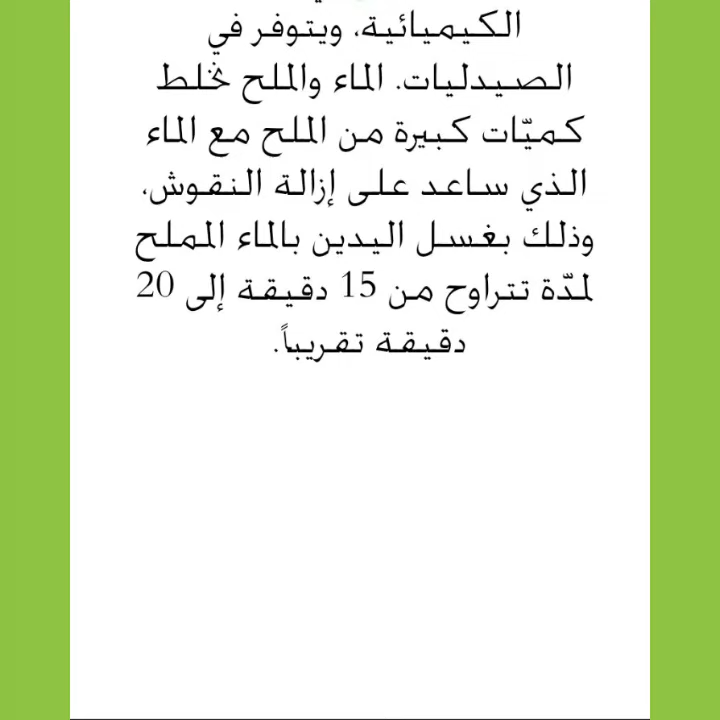 الكيميائية، ويتوفر في
الصيدليات. الماء والملح نخلط
كميّات كبيرة من الملح مع الماء
الذي ساعد على إزالة النقوش،
وذلك بغسل اليدين بالماء المملح
لمدّة تتراوح من 15 دقيقة إلى 20
دقيقة تقريباً.